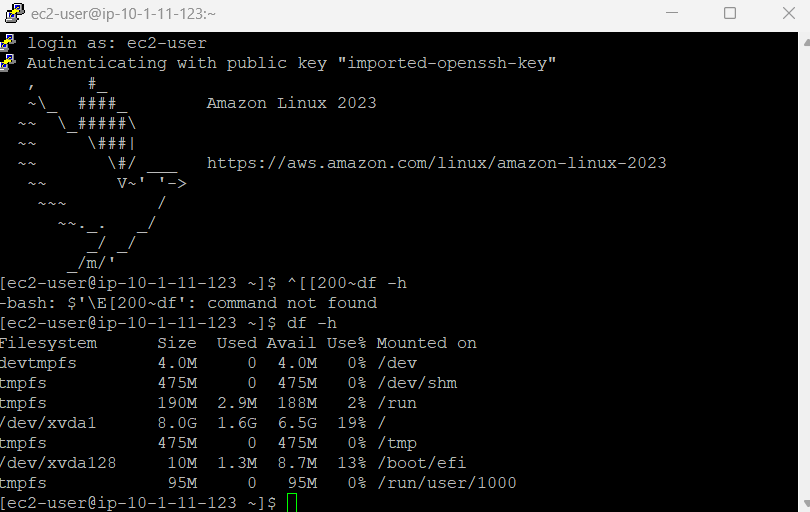 ec2-user@ip-10-1-11-123:~
login as: ec2-user
Authenticating with public key "imported-openssh-key"
   ,     #_
   ~\_  ####_        Amazon Linux 2023
  ~~  \_#####\
  ~~     \###|
  ~~       \#/ ___   https://aws.amazon.com/linux/amazon-linux-2023
   ~~       V~' '->
    ~~~         /
      ~~._.   _/
         _/ _/
       _/m/'
[ec2-user@ip-10-1-11-123 ~]$ ^[[200~df -h
-bash: $'\E[200~df': command not found
[ec2-user@ip-10-1-11-123 ~]$ df -h
Filesystem      Size  Used Avail Use% Mounted on
devtmpfs        4.0M     0  4.0M   0% /dev
tmpfs           475M     0  475M   0% /dev/shm
tmpfs           190M  2.9M  188M   2% /run
/dev/xvda1      8.0G  1.6G  6.5G  19% /
tmpfs           475M     0  475M   0% /tmp
/dev/xvda128     10M  1.3M  8.7M  13% /boot/efi
tmpfs            95M     0   95M   0% /run/user/1000
[ec2-user@ip-10-1-11-123 ~]$